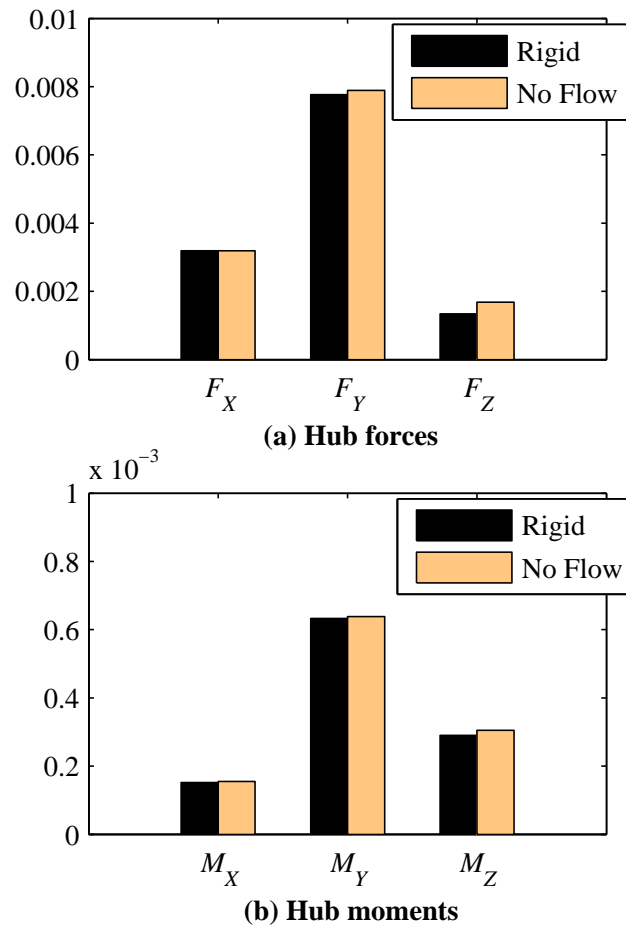 0.01
0.008
0.006
0.004
0.002
0
Rigid
No Flow
F_X F_Y F_Z
(a) Hub forces
x 10^−3
1
0.8
0.6
0.4
0.2
0
Rigid
No Flow
M_X M_Y M_Z
(b) Hub moments